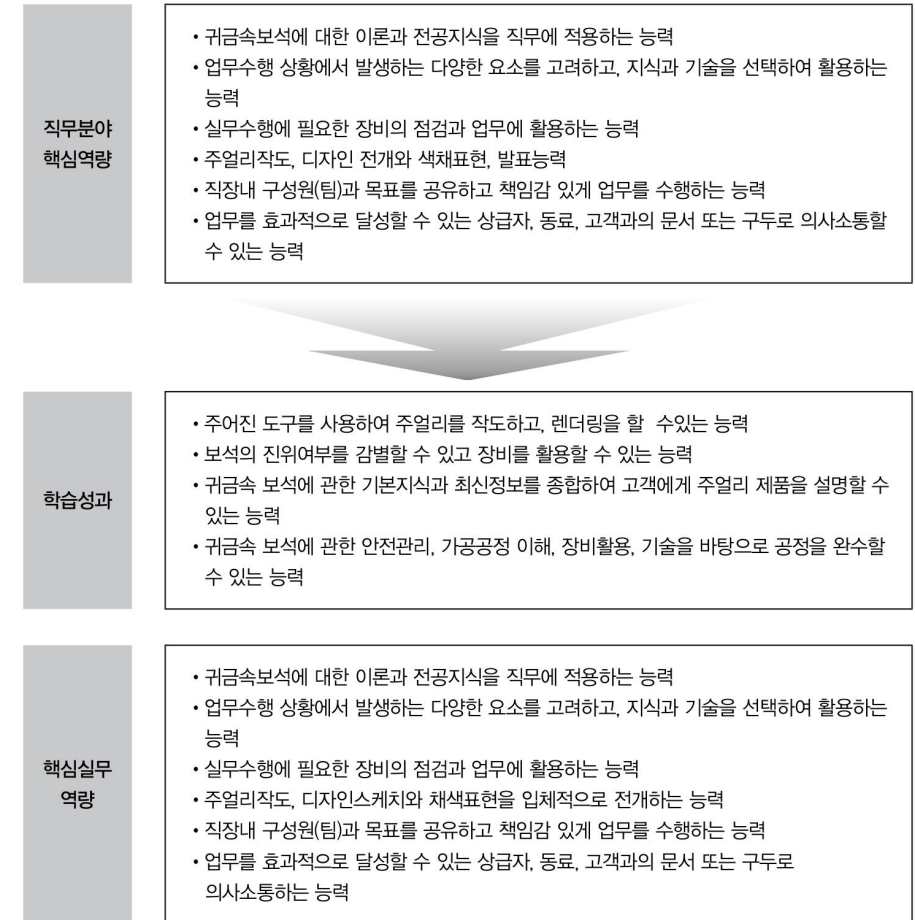 직무분야
핵심역량
• 귀금속보석에 대한 이론과 전공지식을 직무에 적용하는 능력
• 업무수행 상황에서 발생하는 다양한 요소를 고려하고, 지식과 기술을 선택하여 활용하는
능력
• 실무수행에 필요한 장비의 점검과 업무에 활용하는 능력
• 주얼리작도, 디자인 전개와 색채표현, 발표능력
• 직장내 구성원(팀)과 목표를 공유하고 책임감 있게 업무를 수행하는 능력
• 업무를 효과적으로 달성할 수 있는 상급자, 동료, 고객과의 문서 또는 구두로 의사소통할
수 있는 능력
학습성과
• 주어진 도구를 사용하여 주얼리를 작도하고, 렌더링을 할 수있는 능력
• 보석의 진위여부를 감별할 수 있고 장비를 활용할 수 있는 능력
• 귀금속 보석에 관한 기본지식과 최신정보를 종합하여 고객에게 주얼리 제품을 설명할 수
있는 능력
• 귀금속 보석에 관한 안전관리, 가공공정 이해, 장비활용, 기술을 바탕으로 공정을 완수할
수 있는 능력
핵심실무
역량
• 귀금속보석에 대한 이론과 전공지식을 직무에 적용하는 능력
• 업무수행 상황에서 발생하는 다양한 요소를 고려하고, 지식과 기술을 선택하여 활용하는
능력
• 실무수행에 필요한 장비의 점검과 업무에 활용하는 능력
• 주얼리작도, 디자인스케치와 채색표현을 입체적으로 전개하는 능력
• 직장내 구성원(팀)과 목표를 공유하고 책임감 있게 업무를 수행하는 능력
• 업무를 효과적으로 달성할 수 있는 상급자, 동료, 고객과의 문서 또는 구두로
의사소통하는 능력